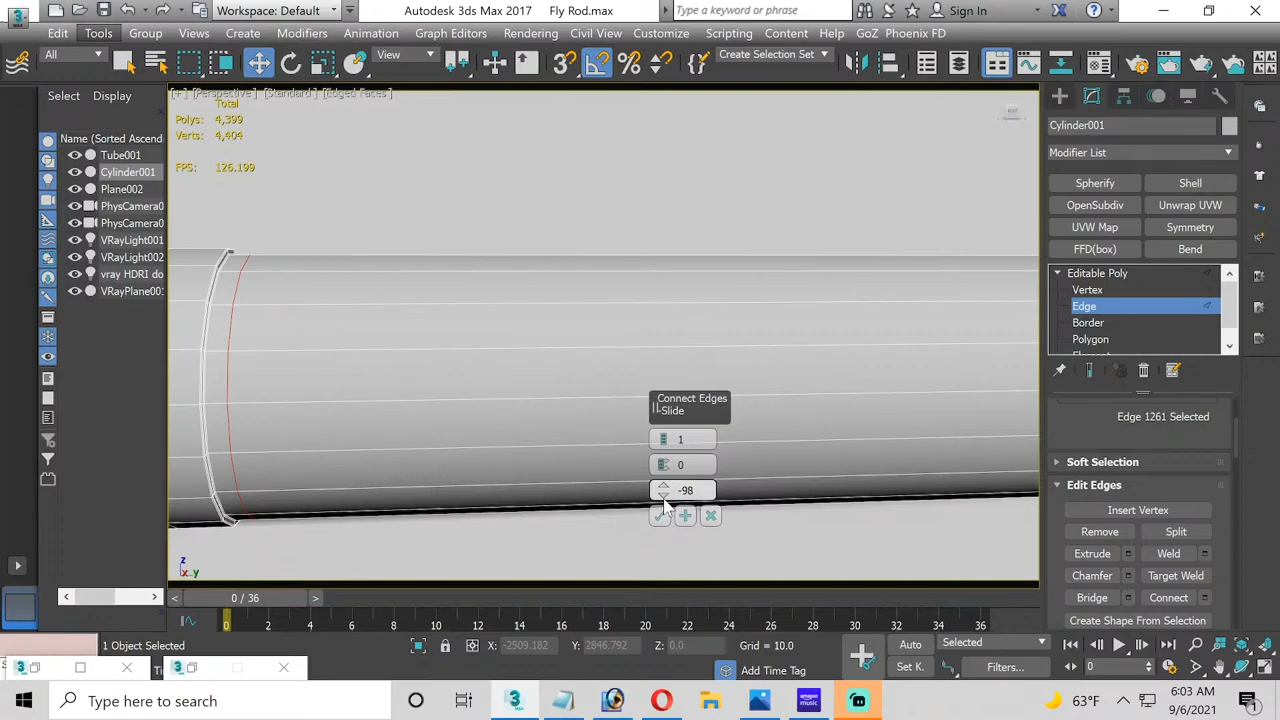 Workspace: Default
Autodesk 3ds Max 2017
Fly Rod.max
Type a keyword or phrase
Sign In
Edit
Tools
Group
Views
Create
Modifiers
Animation
Graph Editors
Rendering
Civil View
Customize
Scripting
Content
Help
GoZ
Phoenix FD
All
View
Create Selection Set
Select
Display
Name (Sorted Ascend
Tube001
Cylinder001
Plane002
PhysCamera0
PhysCamera0
VRayLight001
VRayLight002
vray HDRI do
VRayPlane001
[+] [Perspective] [Standard] [Edged Faces]
Total
Polys: 4,399
Verts: 4,404
FPS: 126.199
Connect Edges
-Slide
1
0
-98
z
x
y
Cylinder001
Modifier List
Spherify
Shell
OpenSubdiv
Unwrap UVW
UVW Map
Symmetry
FFD(box)
Bend
Editable Poly
Vertex
Edge
Border
Polygon
Element
Edge 1261 Selected
Soft Selection
Edit Edges
Insert Vertex
Remove
Split
Extrude
Weld
Chamfer
Target Weld
Bridge
Connect
Create Shape From Selection
0 / 36
0 2 4 6 8 10 12 14 16 18 20 22 24 26 28 30 32 34 36
1 Object Selected
X: -2509.182
Y: 2846.792
Z: 0.0
Grid = 10.0
Add Time Tag
Auto
Selected
Set K.
Filters...
0
Type here to search
amazon
music
63°F
6:03 AM
9/6/2021
1